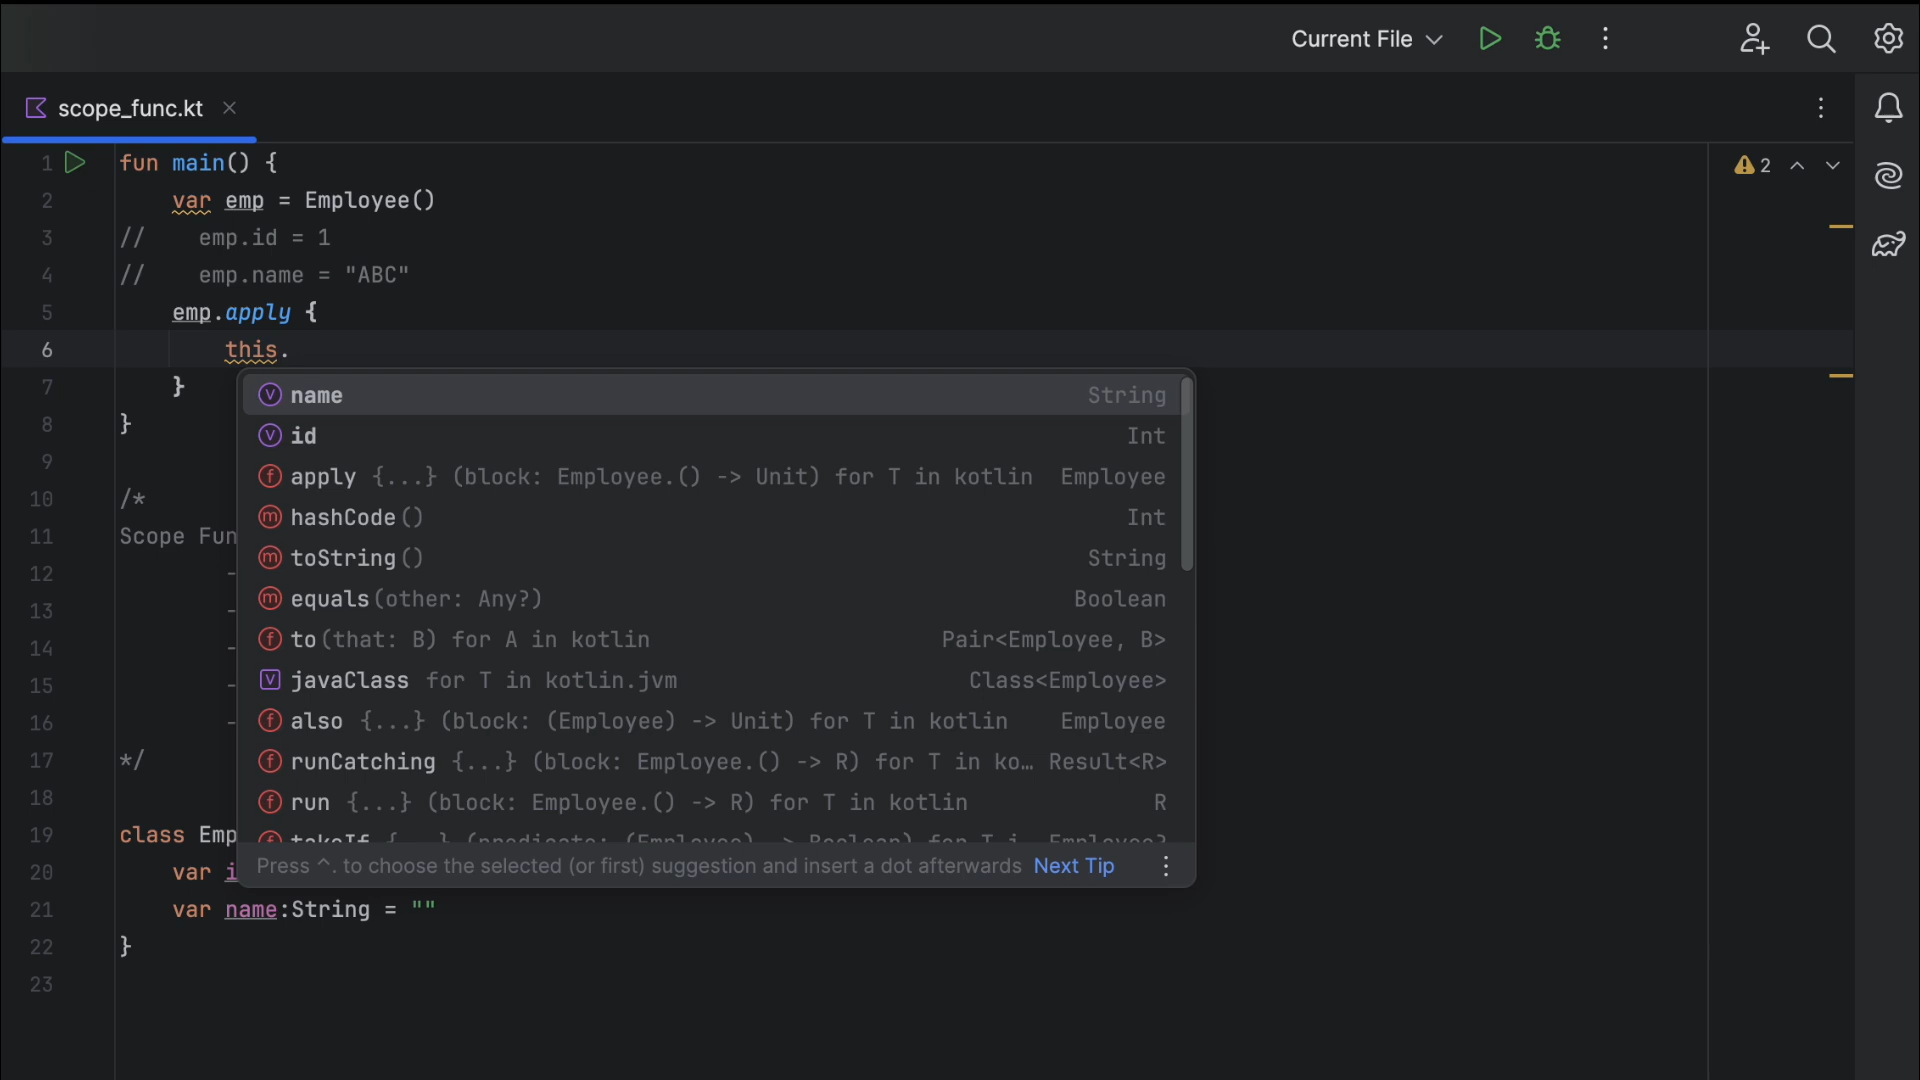 Current File
scope_func.kt
2
1 fun main() {
2 var emp = Employee()
3 // emp.id = 1
4 // emp.name = "ABC"
5 emp.apply {
6 this.
7 }
8 }
9
10 /*
11 Scope Fun
12 -
13 -
14 -
15 -
16 -
17 */
18
19 class Emp
20 var i
21 var name:String = ""
22 }
23
name String
id Int
apply {...} (block: Employee.() -> Unit) for T in kotlin Employee
hashCode() Int
toString() String
equals(other: Any?) Boolean
to(that: B) for A in kotlin Pair<Employee, B>
javaClass for T in kotlin.jvm Class<Employee>
also {...} (block: (Employee) -> Unit) for T in kotlin Employee
runCatching {...} (block: Employee.() -> R) for T in ko... Result<R>
run {...} (block: Employee.() -> R) for T in kotlin R
takeIf {...} (predicate: (Employee) -> Boolean) for T i... Employee?
Press ^. to choose the selected (or first) suggestion and insert a dot afterwards Next Tip